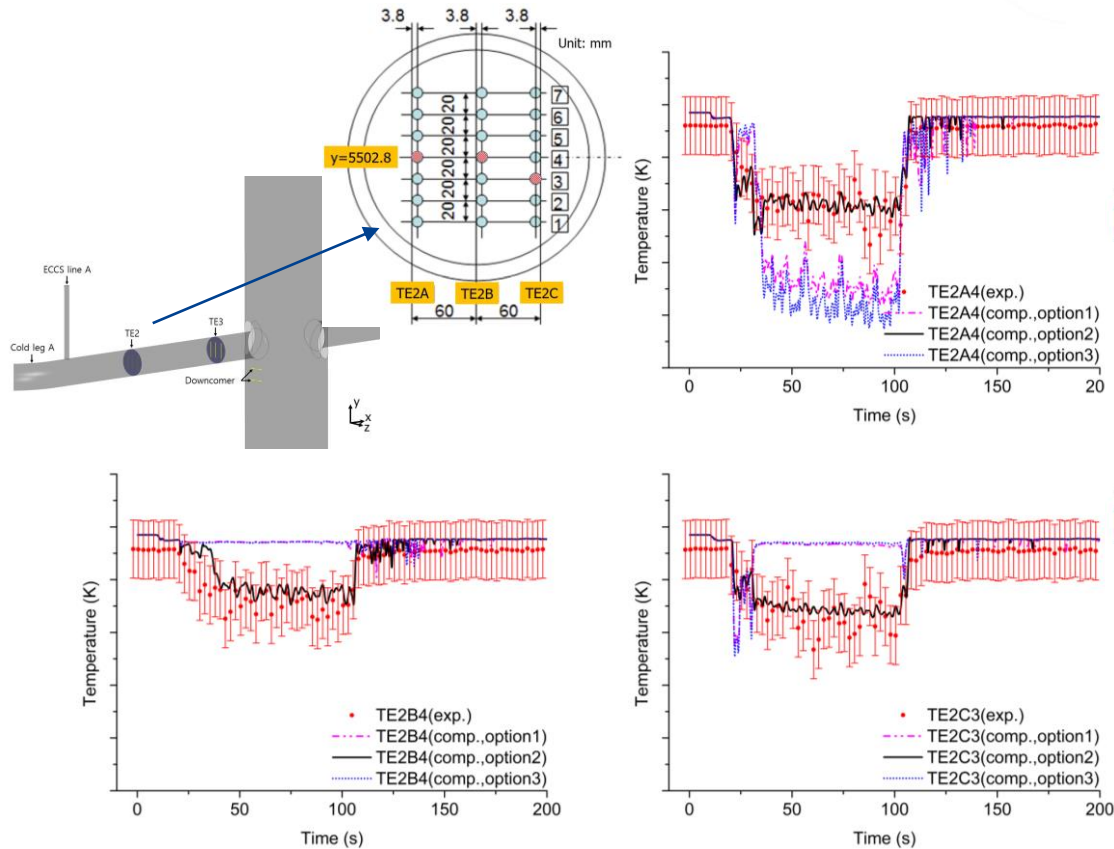 3.8
3.8
3.8
Unit: mm
20
20
20
20
20
20
7
6
5
4
3
2
1
y=5502.8
TE2A
TE2B
TE2C
60
60
ECCS line A
TE2
TE3
Cold leg A
Downcomer
y
x
z
Temperature (K)
TE2A4(exp.)
TE2A4(comp.,option1)
TE2A4(comp.,option2)
TE2A4(comp.,option3)
0 50 100 150 20
Time (s)
Temperature (K)
TE2B4(exp.)
TE2B4(comp.,option1)
TE2B4(comp.,option2)
TE2B4(comp.,option3)
0 50 100 150 200
Time (s)
Temperature (K)
TE2C3(exp.)
TE2C3(comp.,option1)
TE2C3(comp.,option2)
TE2C3(comp.,option3)
0 50 100 150 200
Time (s)